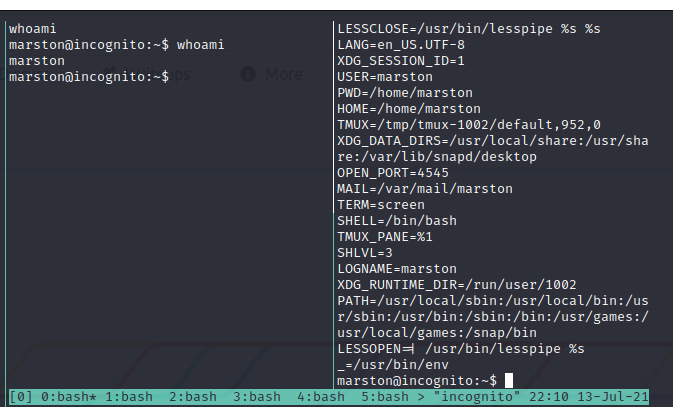 whoami
marston@incognito:~$ whoami
marston
marston@incognito:~$
More
LESSCLOSE=/usr/bin/lesspipe %s %s
LANG=en_US.UTF-8
XDG_SESSION_ID=1
USER=marston
PWD=/home/marston
HOME=/home/marston
TMUX=/tmp/tmux-1002/default,952,0
XDG_DATA_DIRS=/usr/local/share:/usr/sha
re:/var/lib/snapd/desktop
OPEN_PORT=4545
MAIL=/var/mail/marston
TERM=screen
SHELL=/bin/bash
TMUX_PANE=%1
SHLVL=3
LOGNAME=marston
XDG_RUNTIME_DIR=/run/user/1002
PATH=/usr/local/sbin:/usr/local/bin:/us
r/sbin:/usr/bin:/sbin:/bin:/usr/games:/
usr/local/games:/snap/bin
LESSOPEN=| /usr/bin/lesspipe %s
_=/usr/bin/env
marston@incognito:~$
[0] 0:bash* 1:bash  2:bash  3:bash  4:bash  5:bash > "incognito" 22:10 13-Jul-21